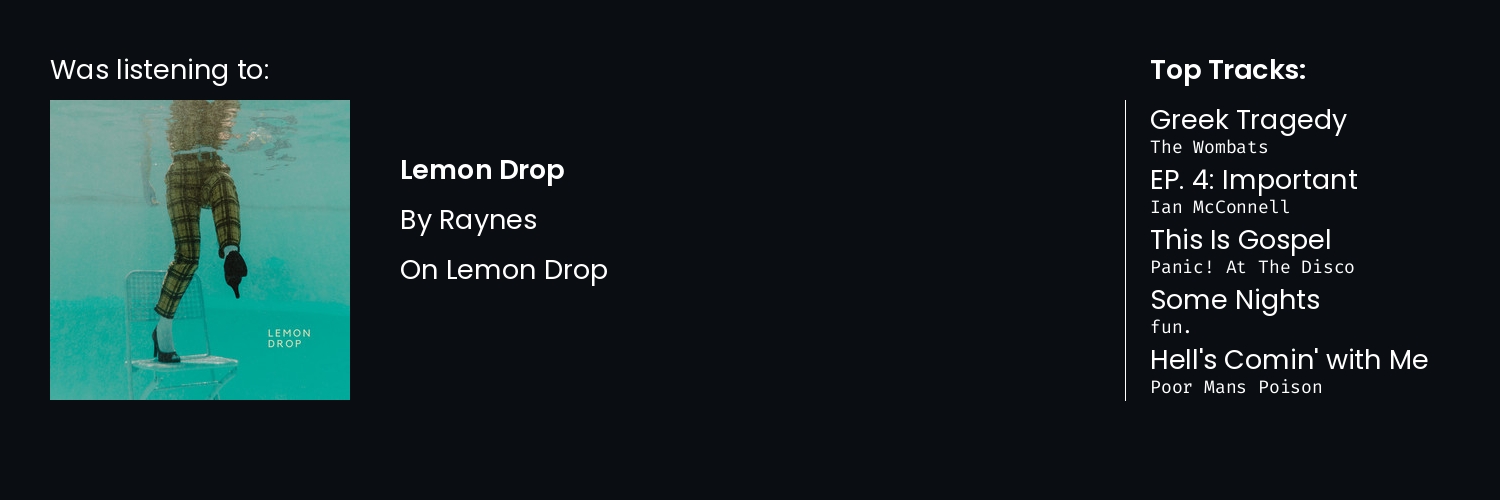 Was listening to:
LEMON
DROP
Lemon Drop
By Raynes
On Lemon Drop
Top Tracks:
Greek Tragedy
The Wombats
EP. 4: Important
Ian McConnell
This Is Gospel
Panic! At The Disco
Some Nights
fun.
Hell's Comin' with Me
Poor Mans Poison